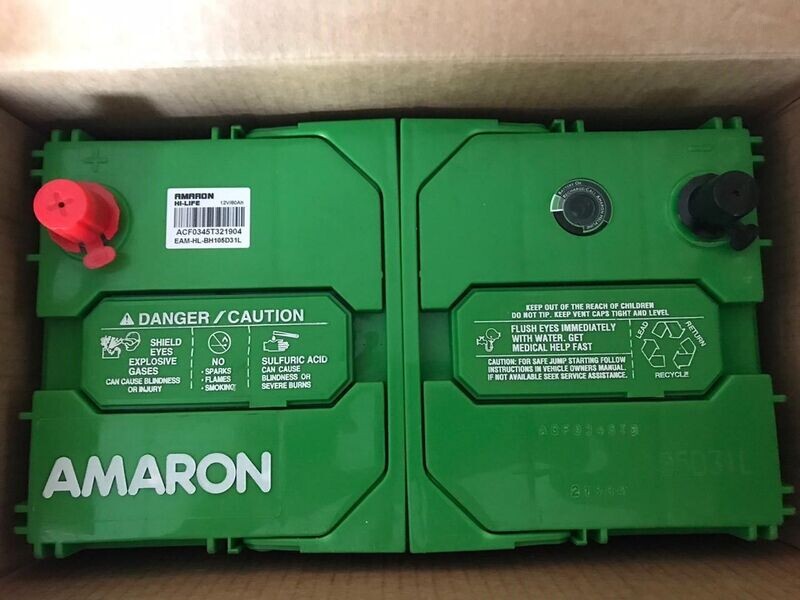 AMARON
HI-LIFE 12V/80Ah
ACF0345T321904
EAM-HL-BH105D31L
DANGER/CAUTION
SHIELD
EYES
EXPLOSIVE
GASES
CAN CAUSE BLINDNESS
OR INJURY
NO
• SPARKS
• FLAMES
• SMOKING
SULFURIC ACID
CAN CAUSE
BLINDNESS OR
SEVERE BURNS
AMARON
KEEP OUT OF THE REACH OF CHILDREN
DO NOT TIP. KEEP VENT CAPS TIGHT AND LEVEL
FLUSH EYES IMMEDIATELY
WITH WATER. GET
MEDICAL HELP FAST
CAUTION: FOR SAFE JUMP STARTING FOLLOW
INSTRUCTIONS IN VEHICLE OWNERS MANUAL.
IF NOT AVAILABLE SEEK SERVICE ASSISTANCE.
LEAD
RETURN
RECYCLE
95D31L